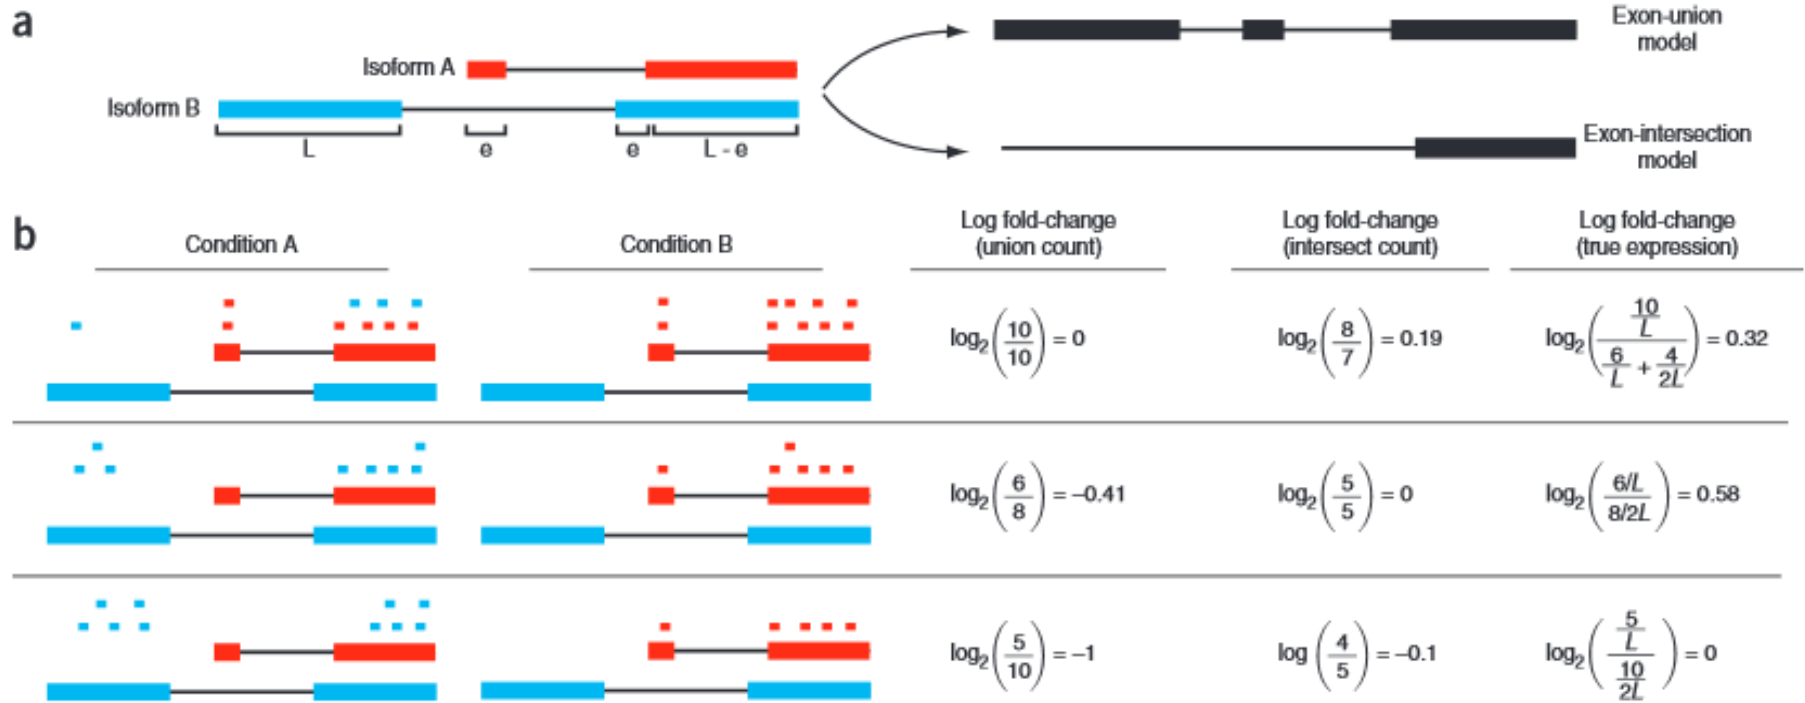 a
Exon-union
model
Isoform A
Isoform B
L e e L - e
Exon-intersection
model
b
Condition A
Condition B
Log fold-change
(union count)
Log fold-change
(intersect count)
Log fold-change
(true expression)
log₂(10/10) = 0
log₂(8/7) = 0.19
log₂((10/L)/(6/L + 4/2L)) = 0.32
log₂(6/8) = –0.41
log₂(5/5) = 0
log₂((6/L)/(8/2L)) = 0.58
log₂(5/10) = –1
log (4/5) = –0.1
log₂((5/L)/(10/2L)) = 0